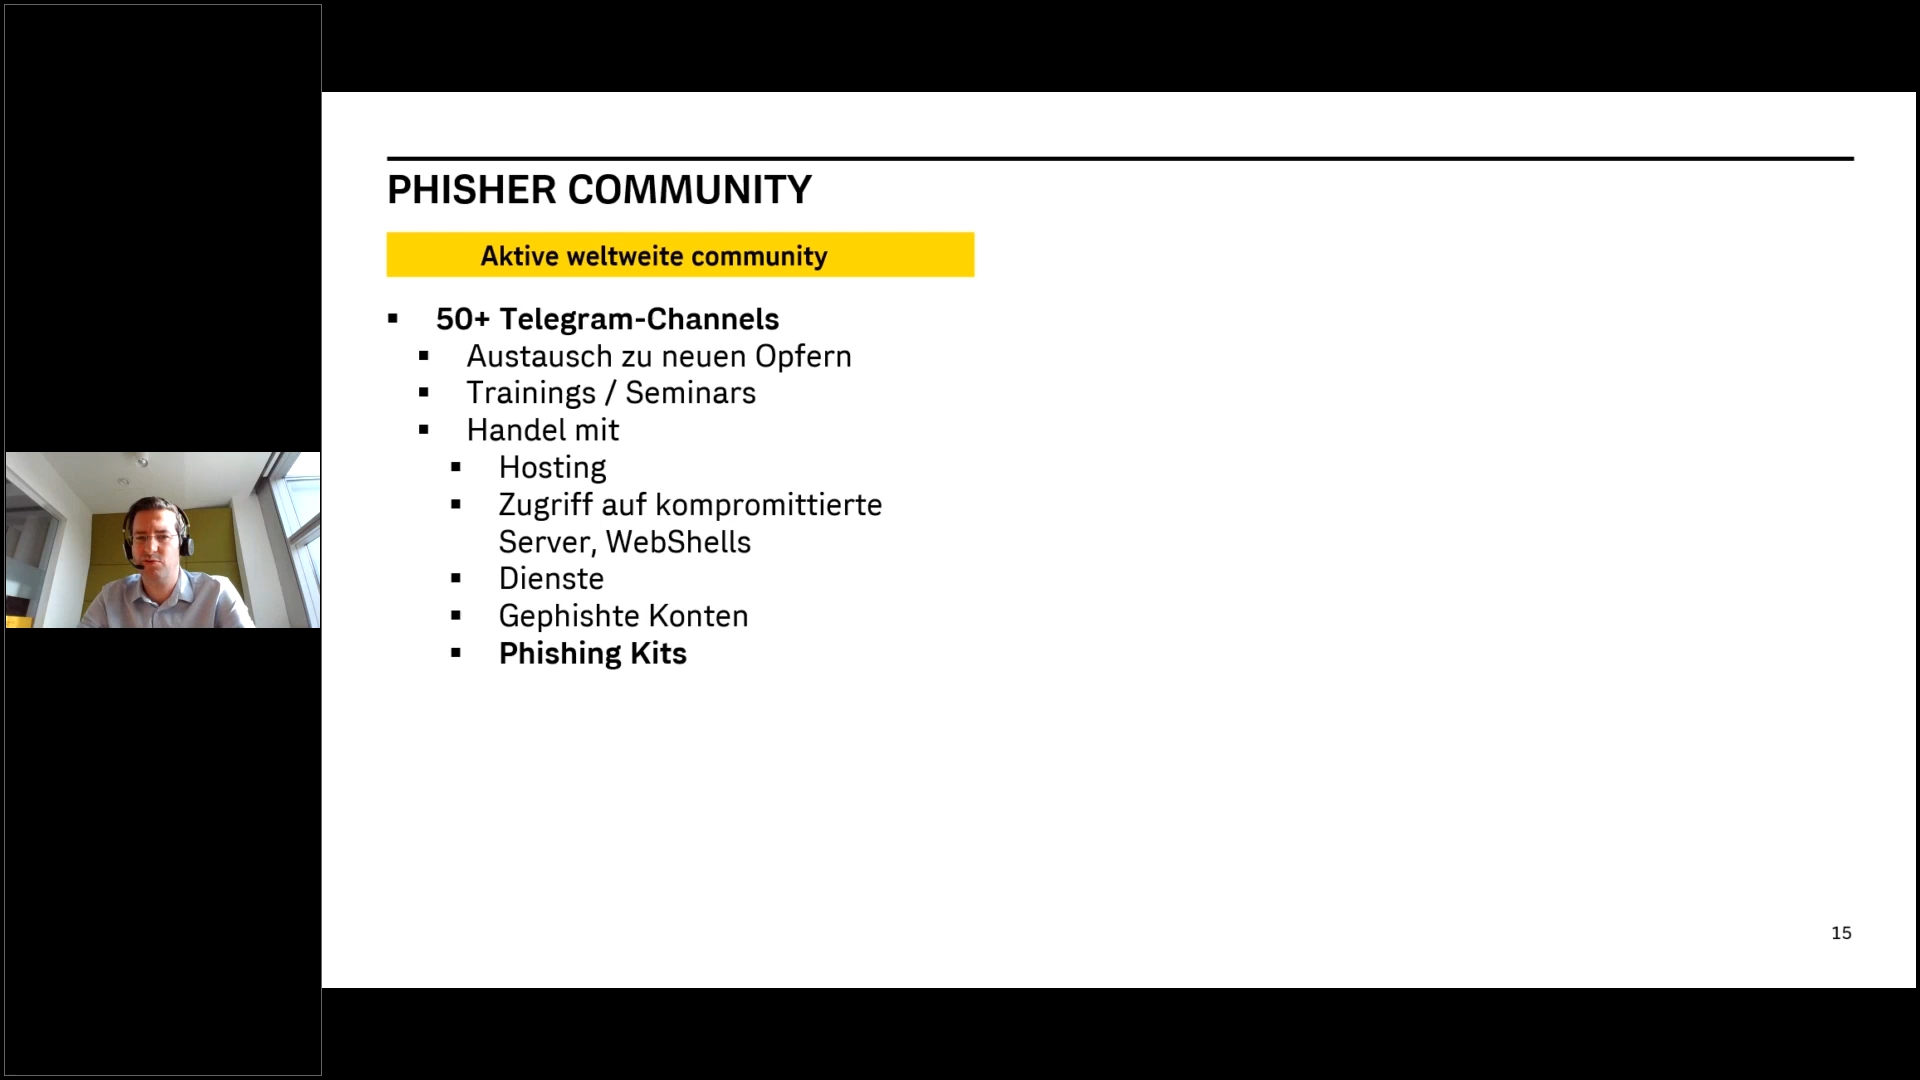 PHISHER COMMUNITY
Aktive weltweite community
▪ 50+ Telegram-Channels
▪ Austausch zu neuen Opfern
▪ Trainings / Seminars
▪ Handel mit
▪ Hosting
▪ Zugriff auf kompromittierte
Server, WebShells
▪ Dienste
▪ Gephishte Konten
▪ Phishing Kits
15